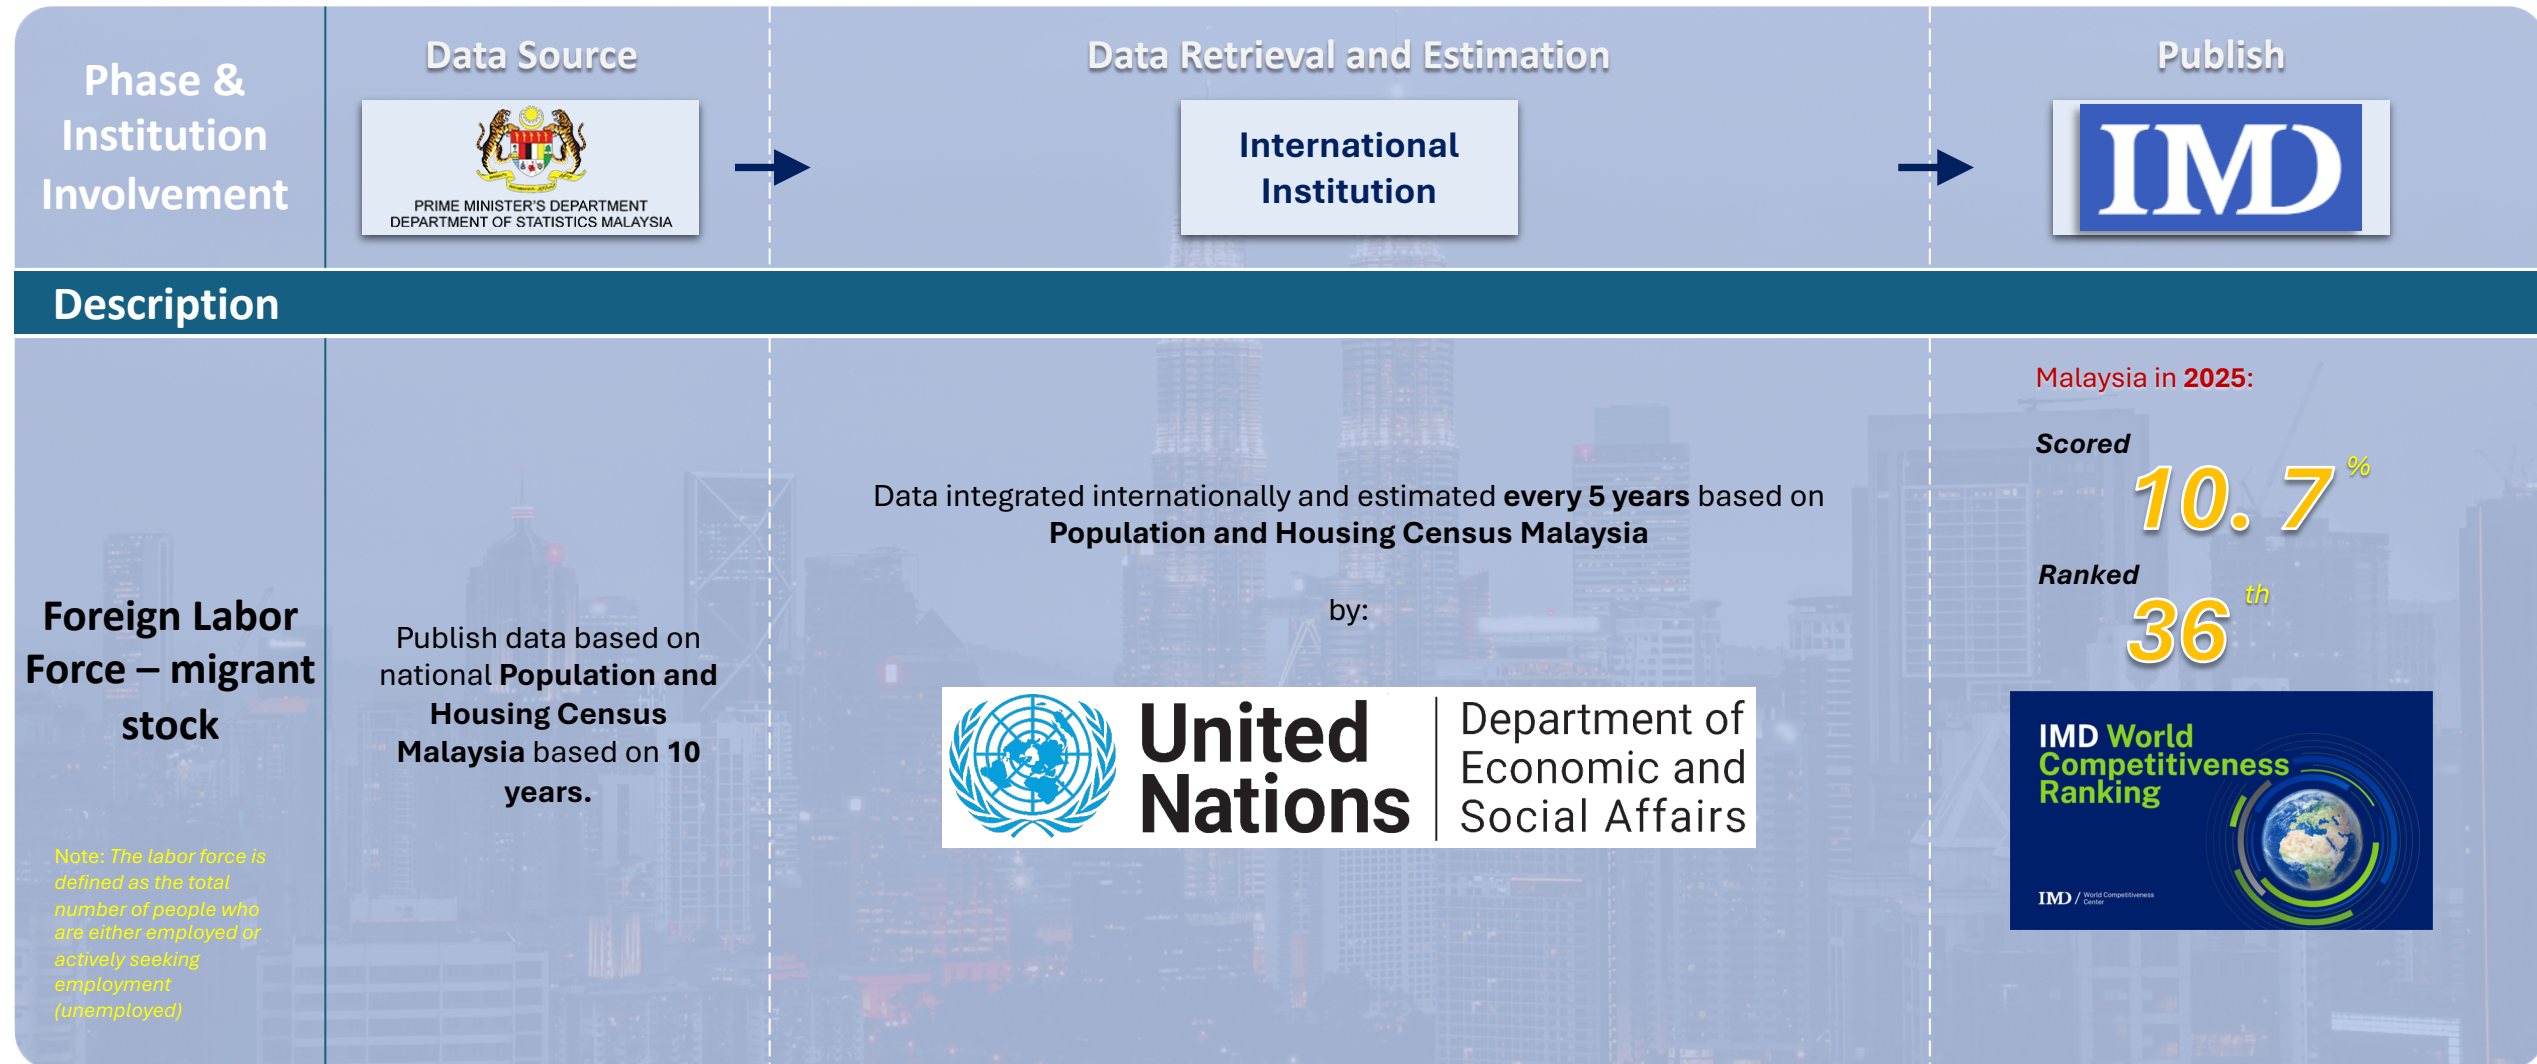 Phase &
Institution
Involvement
Data Source
PRIME MINISTER'S DEPARTMENT
DEPARTMENT OF STATISTICS MALAYSIA
Data Retrieval and Estimation
International
Institution
Publish
IMD
Description
Foreign Labor
Force – migrant
stock
Note: The labor force is
defined as the total
number of people who
are either employed or
actively seeking
employment
(unemployed)
Publish data based on
national Population and
Housing Census
Malaysia based on 10
years.
Data integrated internationally and estimated every 5 years based on
Population and Housing Census Malaysia
by:
United
Nations
Department of
Economic and
Social Affairs
Malaysia in 2025:
Scored
10. 7 %
Ranked
36 th
IMD World
Competitiveness
Ranking
IMD / World Competitiveness
Center